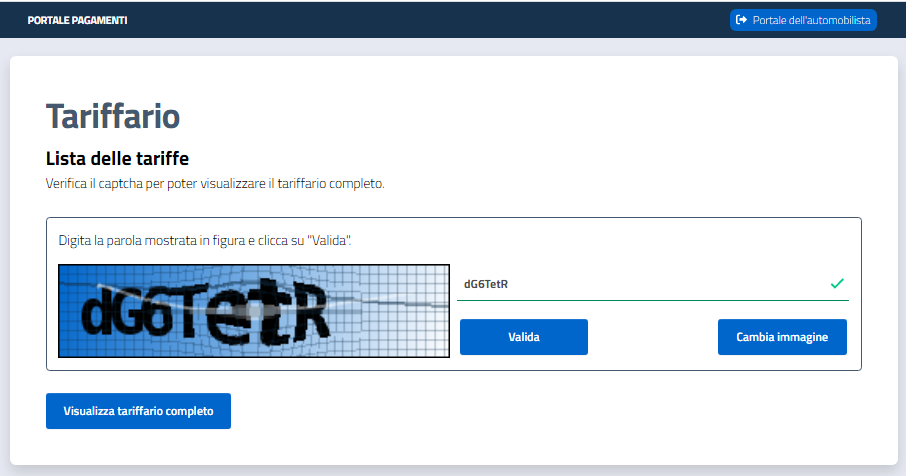 PORTALE PAGAMENTI
Portale dell'automobilista
Tariffario
Lista delle tariffe
Verifica il captcha per poter visualizzare il tariffario completo.
Digita la parola mostrata in figura e clicca su "Valida".
dG6TetR
dG6TetR
Valida
Cambia immagine
Visualizza tariffario completo